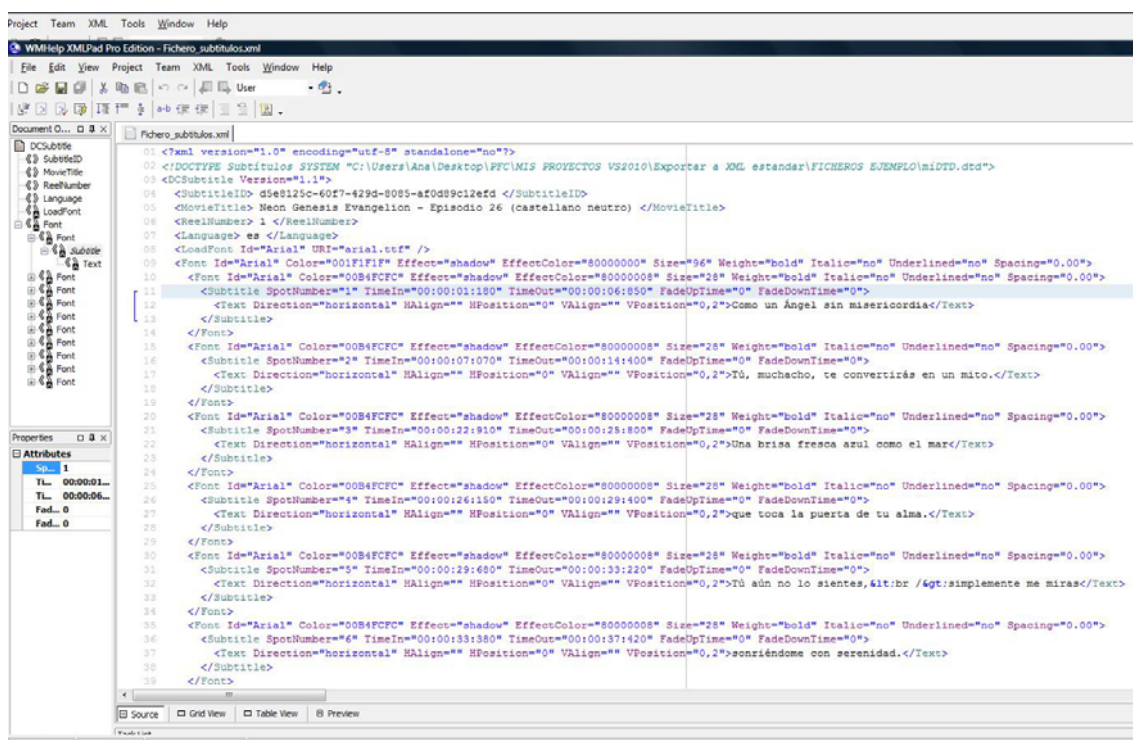 Project Team XML Tools Window Help
WMHelp XMLPad Pro Edition - Fichero_subtitulos.xml
File Edit View Project Team XML Tools Window Help
User
a-b
Document O...
DCSubtitle
SubtitleID
MovieTitle
ReelNumber
Language
LoadFont
Font
Font
Subtitle
Text
Font
Font
Font
Font
Font
Font
Font
Font
Font
Properties
Attributes
Sp... 1
Ti... 00:00:01...
Ti... 00:00:06...
Fad... 0
Fad... 0
Fichero_subtitulos.xml
01 <?xml version="1.0" encoding="utf-8" standalone="no"?>
02 <!DOCTYPE Subtítulos SYSTEM "C:\Users\Ana\Desktop\PFC\MIS PROYECTOS VS2010\Exportar a XML estandar\FICHEROS EJEMPLO\miDTD.dtd">
03 <DCSubtitle Version="1.1">
04 <SubtitleID> d5e8125c-60f7-429d-8085-af0d89c12efd </SubtitleID>
05 <MovieTitle> Neon Genesis Evangelion - Episodio 26 (castellano neutro) </MovieTitle>
06 <ReelNumber> 1 </ReelNumber>
07 <Language> es </Language>
08 <LoadFont Id="Arial" URI="arial.ttf" />
09 <Font Id="Arial" Color="001F1F1F" Effect="shadow" EffectColor="80000000" Size="96" Weight="bold" Italic="no" Underlined="no" Spacing="0.00">
10 <Font Id="Arial" Color="00B4FCFC" Effect="shadow" EffectColor="80000008" Size="28" Weight="bold" Italic="no" Underlined="no" Spacing="0.00">
11 <Subtitle SpotNumber="1" TimeIn="00:00:01:180" TimeOut="00:00:06:850" FadeUpTime="0" FadeDownTime="0">
12 <Text Direction="horizontal" HAlign="" HPosition="0" VAlign="" VPosition="0,2">Como un Ángel sin misericordia</Text>
13 </Subtitle>
14 </Font>
15 <Font Id="Arial" Color="00B4FCFC" Effect="shadow" EffectColor="80000008" Size="28" Weight="bold" Italic="no" Underlined="no" Spacing="0.00">
16 <Subtitle SpotNumber="2" TimeIn="00:00:07:070" TimeOut="00:00:14:400" FadeUpTime="0" FadeDownTime="0">
17 <Text Direction="horizontal" HAlign="" HPosition="0" VAlign="" VPosition="0,2">Tú, muchacho, te convertirás en un mito.</Text>
18 </Subtitle>
19 </Font>
20 <Font Id="Arial" Color="00B4FCFC" Effect="shadow" EffectColor="80000008" Size="28" Weight="bold" Italic="no" Underlined="no" Spacing="0.00">
21 <Subtitle SpotNumber="3" TimeIn="00:00:22:910" TimeOut="00:00:25:800" FadeUpTime="0" FadeDownTime="0">
22 <Text Direction="horizontal" HAlign="" HPosition="0" VAlign="" VPosition="0,2">Una brisa fresca azul como el mar</Text>
23 </Subtitle>
24 </Font>
25 <Font Id="Arial" Color="00B4FCFC" Effect="shadow" EffectColor="80000008" Size="28" Weight="bold" Italic="no" Underlined="no" Spacing="0.00">
26 <Subtitle SpotNumber="4" TimeIn="00:00:26:150" TimeOut="00:00:29:400" FadeUpTime="0" FadeDownTime="0">
27 <Text Direction="horizontal" HAlign="" HPosition="0" VAlign="" VPosition="0,2">que toca la puerta de tu alma.</Text>
28 </Subtitle>
29 </Font>
30 <Font Id="Arial" Color="00B4FCFC" Effect="shadow" EffectColor="80000008" Size="28" Weight="bold" Italic="no" Underlined="no" Spacing="0.00">
31 <Subtitle SpotNumber="5" TimeIn="00:00:29:680" TimeOut="00:00:33:220" FadeUpTime="0" FadeDownTime="0">
32 <Text Direction="horizontal" HAlign="" HPosition="0" VAlign="" VPosition="0,2">Tú aún no lo sientes,&lt;br /&gt;simplemente me miras</Text>
33 </Subtitle>
34 </Font>
35 <Font Id="Arial" Color="00B4FCFC" Effect="shadow" EffectColor="80000008" Size="28" Weight="bold" Italic="no" Underlined="no" Spacing="0.00">
36 <Subtitle SpotNumber="6" TimeIn="00:00:33:380" TimeOut="00:00:37:420" FadeUpTime="0" FadeDownTime="0">
37 <Text Direction="horizontal" HAlign="" HPosition="0" VAlign="" VPosition="0,2">sonriéndome con serenidad.</Text>
38 </Subtitle>
39 </Font>
Source Grid View Table View Preview